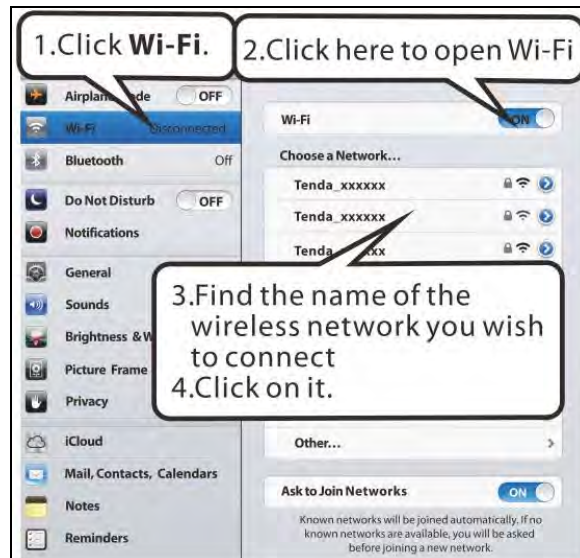 1.Click Wi-Fi.
2.Click here to open Wi-Fi
Airplane Mode OFF
Wi-Fi Disconnected
Bluetooth Off
Do Not Disturb OFF
Notifications
General
Sounds
Brightness & W
Picture Frame
Privacy
iCloud
Mail, Contacts, Calendars
Notes
Reminders
Wi-Fi ON
Choose a Network...
Tenda_xxxxxx
Tenda_xxxxxx
Tenda_xxxxxx
3.Find the name of the
wireless network you wish
to connect
4.Click on it.
Other...
Ask to Join Networks ON
Known networks will be joined automatically. If no
known networks are available, you will be asked
before joining a new network.